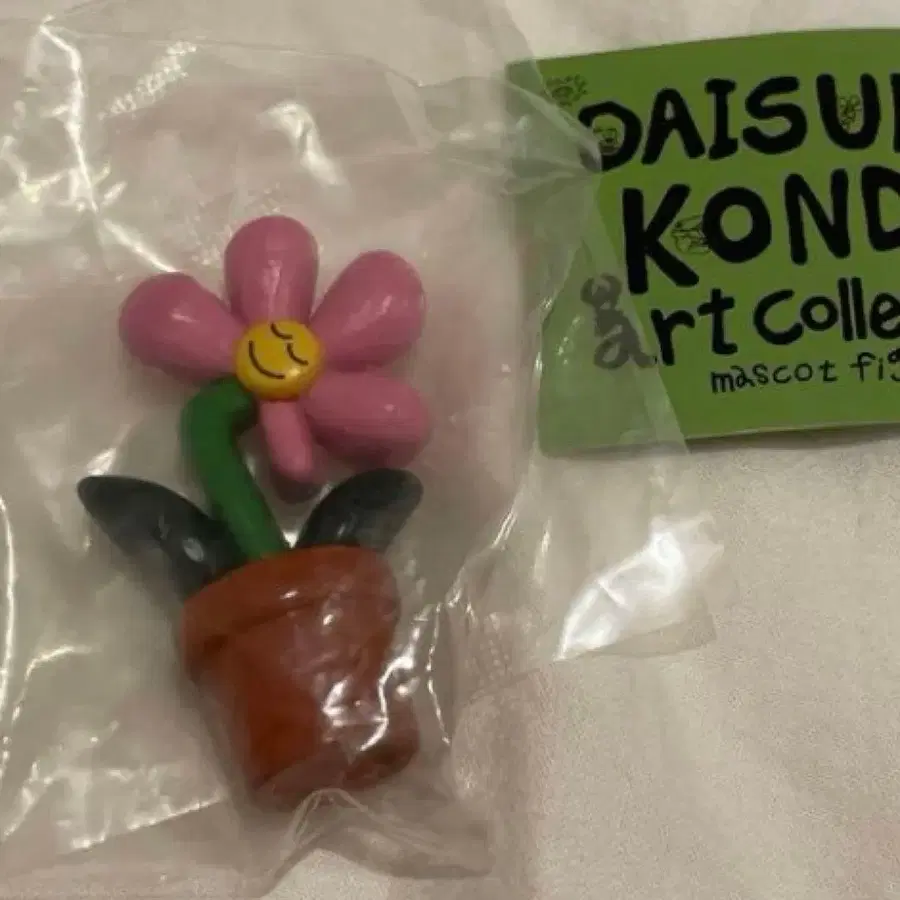 DAISU
KOND
art colle
mascot fig